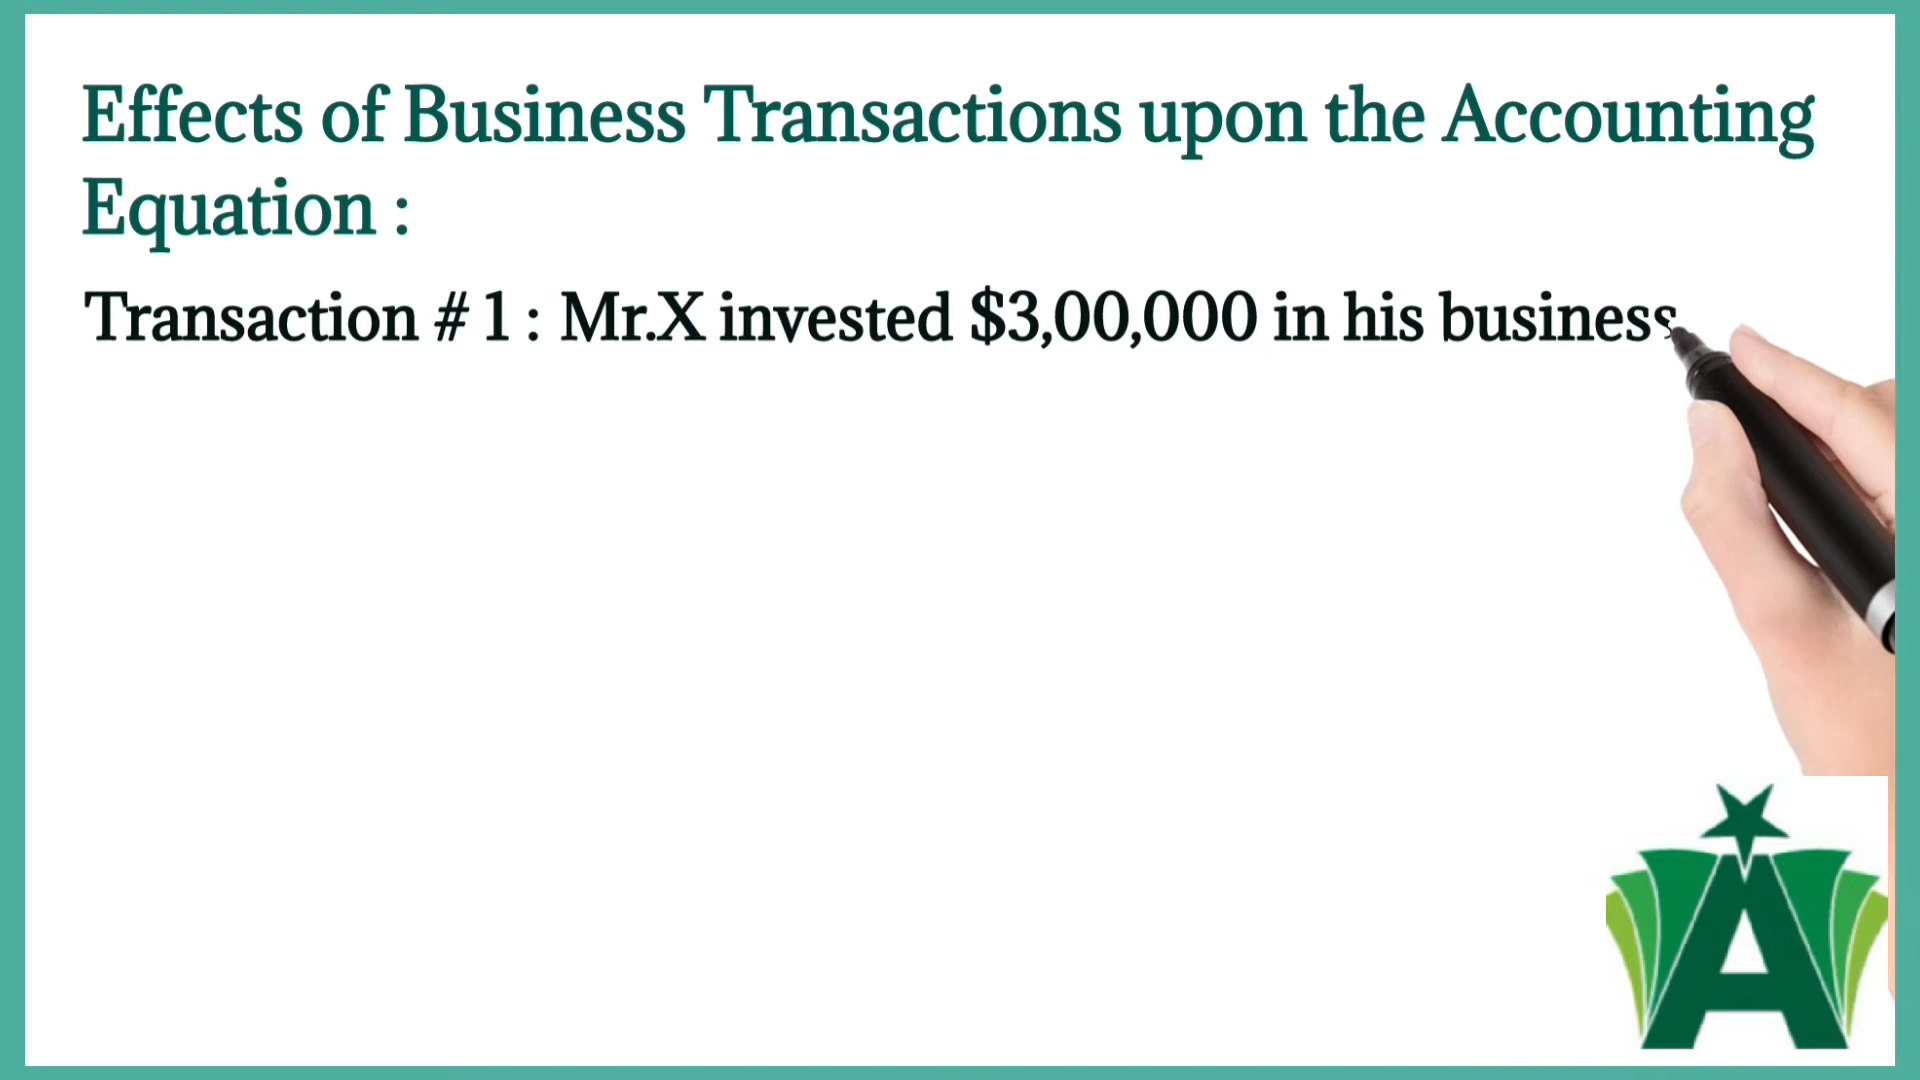 Effects of Business Transactions upon the Accounting
Equation :
Transaction # 1 : Mr.X invested $3,00,000 in his business
A